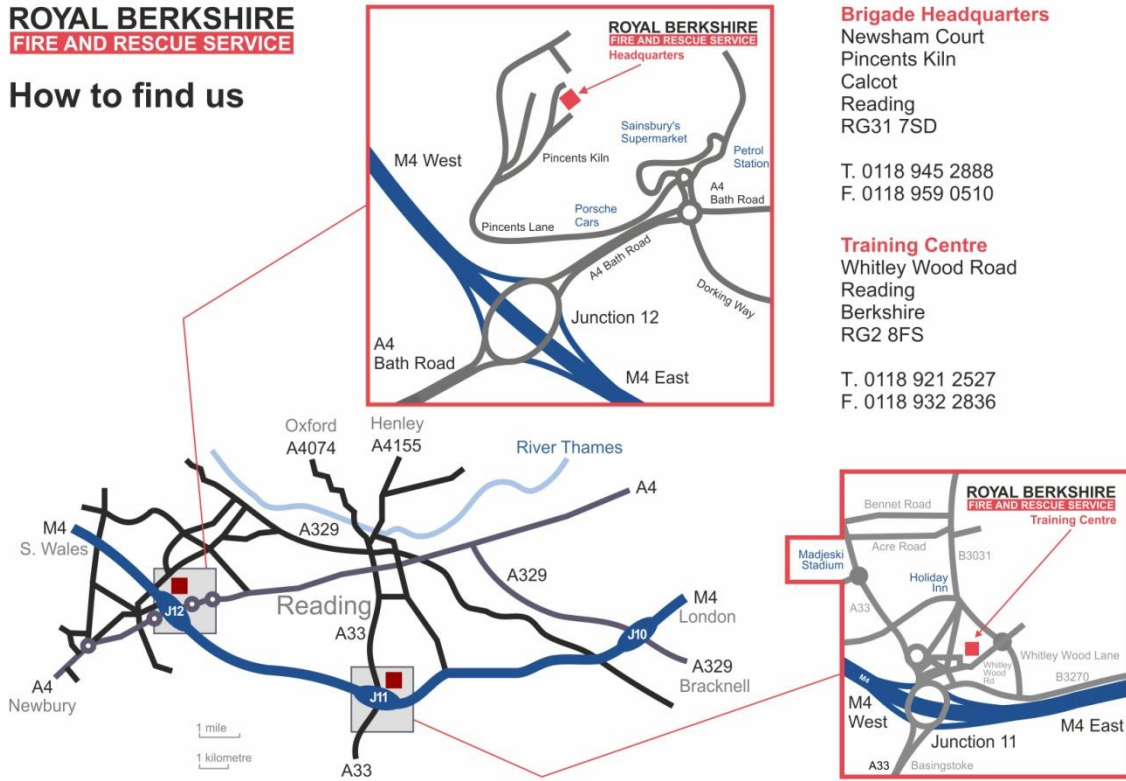 ROYAL BERKSHIRE
FIRE AND RESCUE SERVICE
How to find us
ROYAL BERKSHIRE
FIRE AND RESCUE SERVICE
Headquarters
Sainsbury's
Supermarket
Petrol
Station
M4 West
Pincents Kiln
A4
Bath Road
Porsche
Cars
Pincents Lane
A4 Bath Road
Dorking Way
Junction 12
A4
Bath Road
M4 East
Brigade Headquarters
Newsham Court
Pincents Kiln
Calcot
Reading
RG31 7SD
T. 0118 945 2888
F. 0118 959 0510
Training Centre
Whitley Wood Road
Reading
Berkshire
RG2 8FS
T. 0118 921 2527
F. 0118 932 2836
Oxford
A4074
Henley
A4155
River Thames
A4
A329
M4
S. Wales
A329
J12
Reading
M4
London
J10
A33
A329
Bracknell
J11
A4
Newbury
1 mile
1 kilometre
A33
ROYAL BERKSHIRE
FIRE AND RESCUE SERVICE
Training Centre
Bennet Road
Acre Road
B3031
Madjeski
Stadium
Holiday
Inn
A33
Whitley Wood Lane
Whitley
Wood
Rd
B3270
M4
M4
West
M4 East
Junction 11
A33
Basingstoke